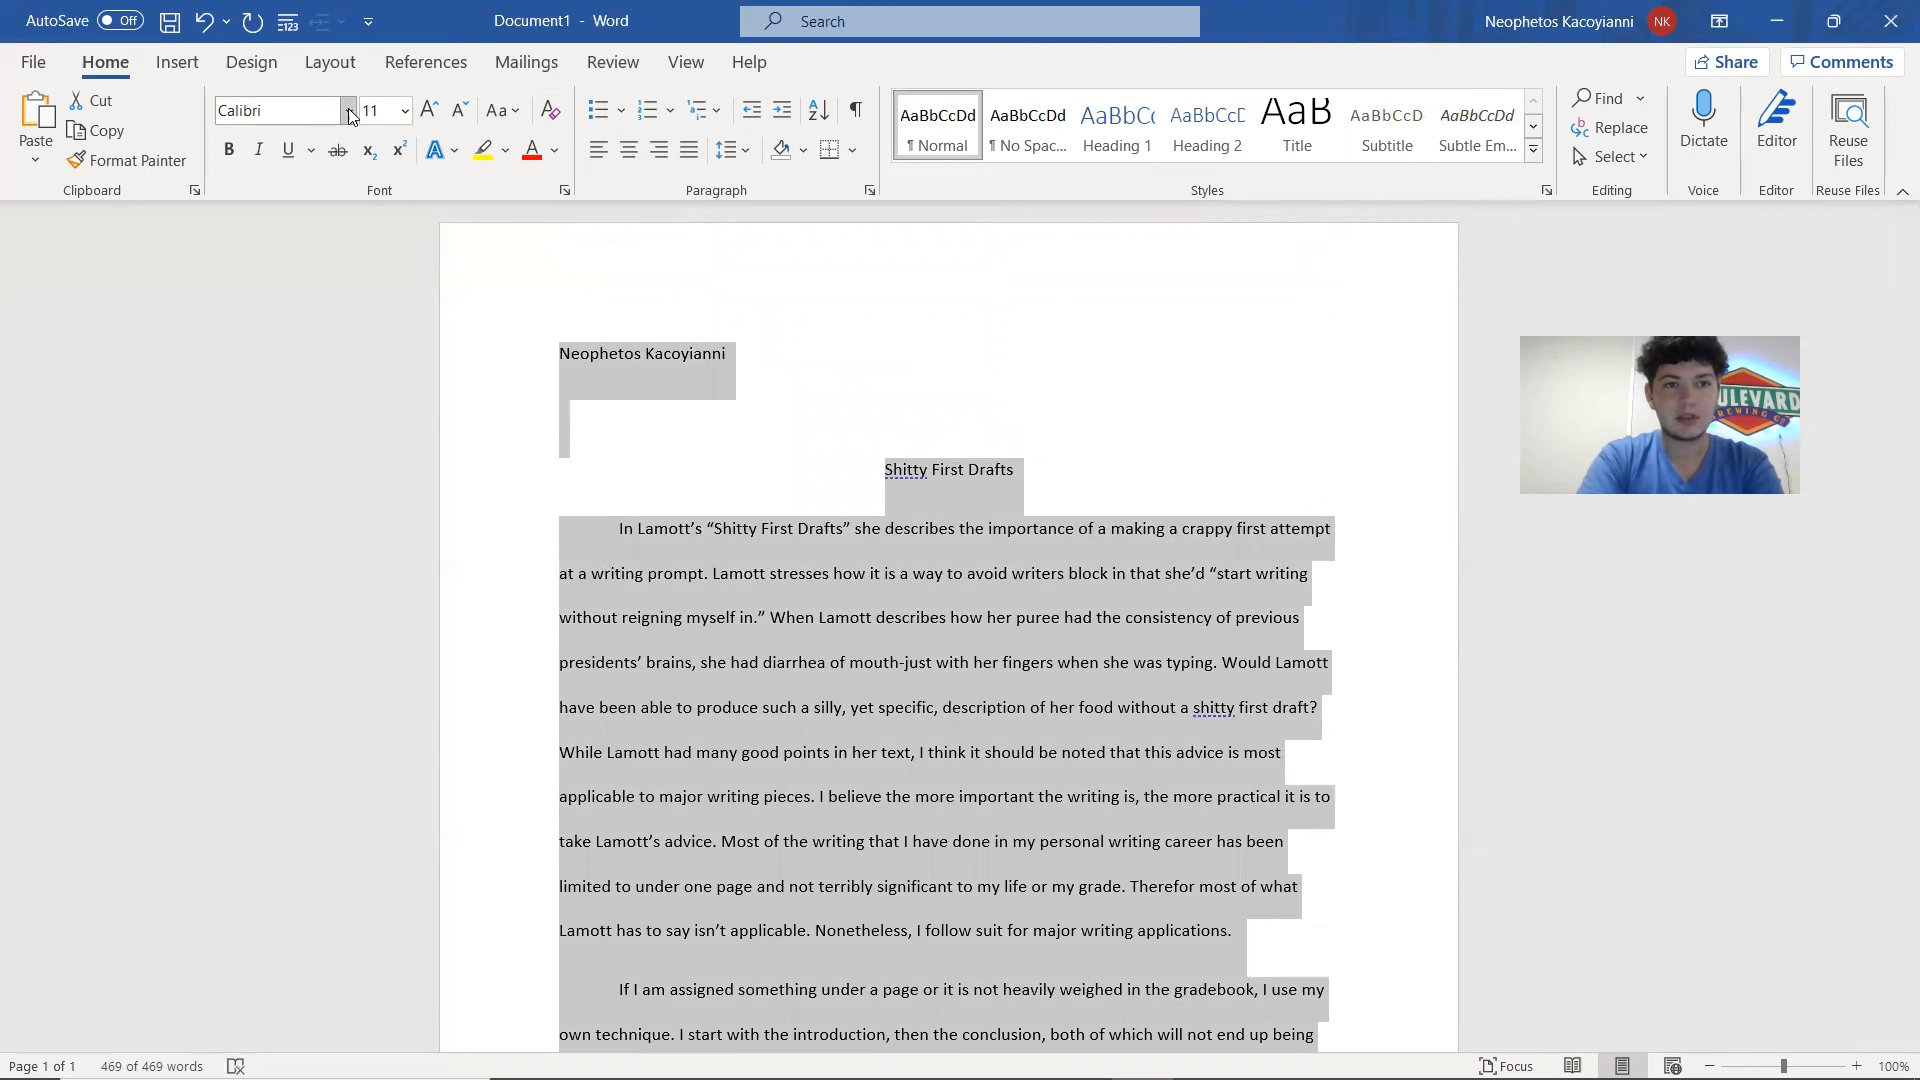 AutoSave Off Document1 - Word Search Neophetos Kacoyianni NK
File Home Insert Design Layout References Mailings Review View Help Share Comments
Paste Cut Copy Format Painter
Clipboard
Calibri 11
Font
Paragraph
AaBbCcDd AaBbCcDd AaBbCc AaBbCcD AaB AaBbCcD AaBbCcDd
¶ Normal ¶ No Spac... Heading 1 Heading 2 Title Subtitle Subtle Em...
Styles
Find
Replace
Select
Editing
Dictate
Voice
Editor
Editor
Reuse
Files
Reuse Files
Neophetos Kacoyianni
Shitty First Drafts
In Lamott’s “Shitty First Drafts” she describes the importance of a making a crappy first attempt
at a writing prompt. Lamott stresses how it is a way to avoid writers block in that she’d “start writing
without reigning myself in.” When Lamott describes how her puree had the consistency of previous
presidents’ brains, she had diarrhea of mouth-just with her fingers when she was typing. Would Lamott
have been able to produce such a silly, yet specific, description of her food without a shitty first draft?
While Lamott had many good points in her text, I think it should be noted that this advice is most
applicable to major writing pieces. I believe the more important the writing is, the more practical it is to
take Lamott’s advice. Most of the writing that I have done in my personal writing career has been
limited to under one page and not terribly significant to my life or my grade. Therefor most of what
Lamott has to say isn’t applicable. Nonetheless, I follow suit for major writing applications.
If I am assigned something under a page or it is not heavily weighed in the gradebook, I use my
own technique. I start with the introduction, then the conclusion, both of which will not end up being
ULEVARD
BREWING CO
Page 1 of 1 469 of 469 words Focus 100%